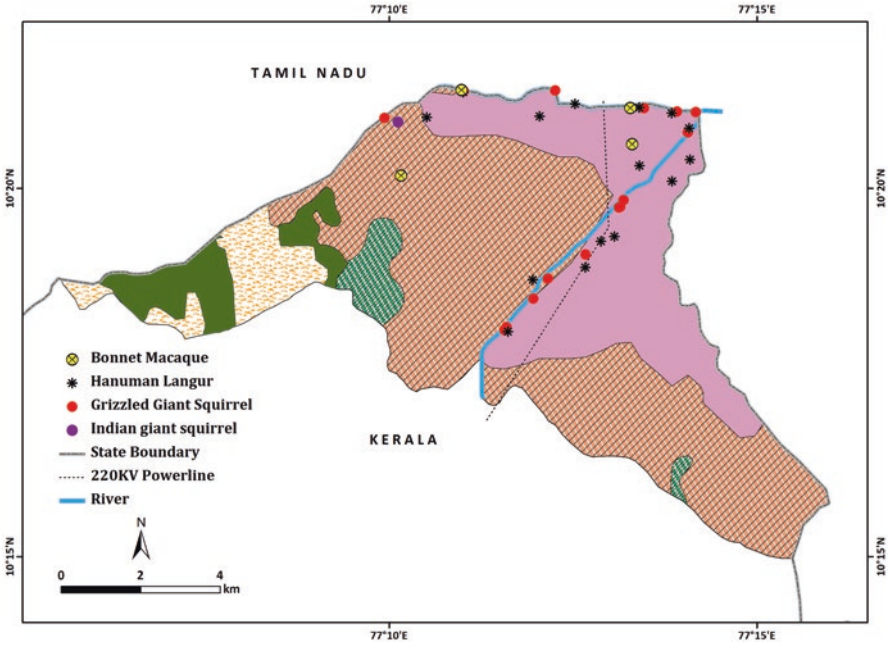 77°10'E 77°15'E
TAMIL NADU
10°20'N 10°20'N
Bonnet Macaque
Hanuman Langur
Grizzled Giant Squirrel
Indian giant squirrel
State Boundary
220KV Powerline
River
KERALA
N
0 2 4
km
10°15'N 10°15'N
77°10'E 77°15'E